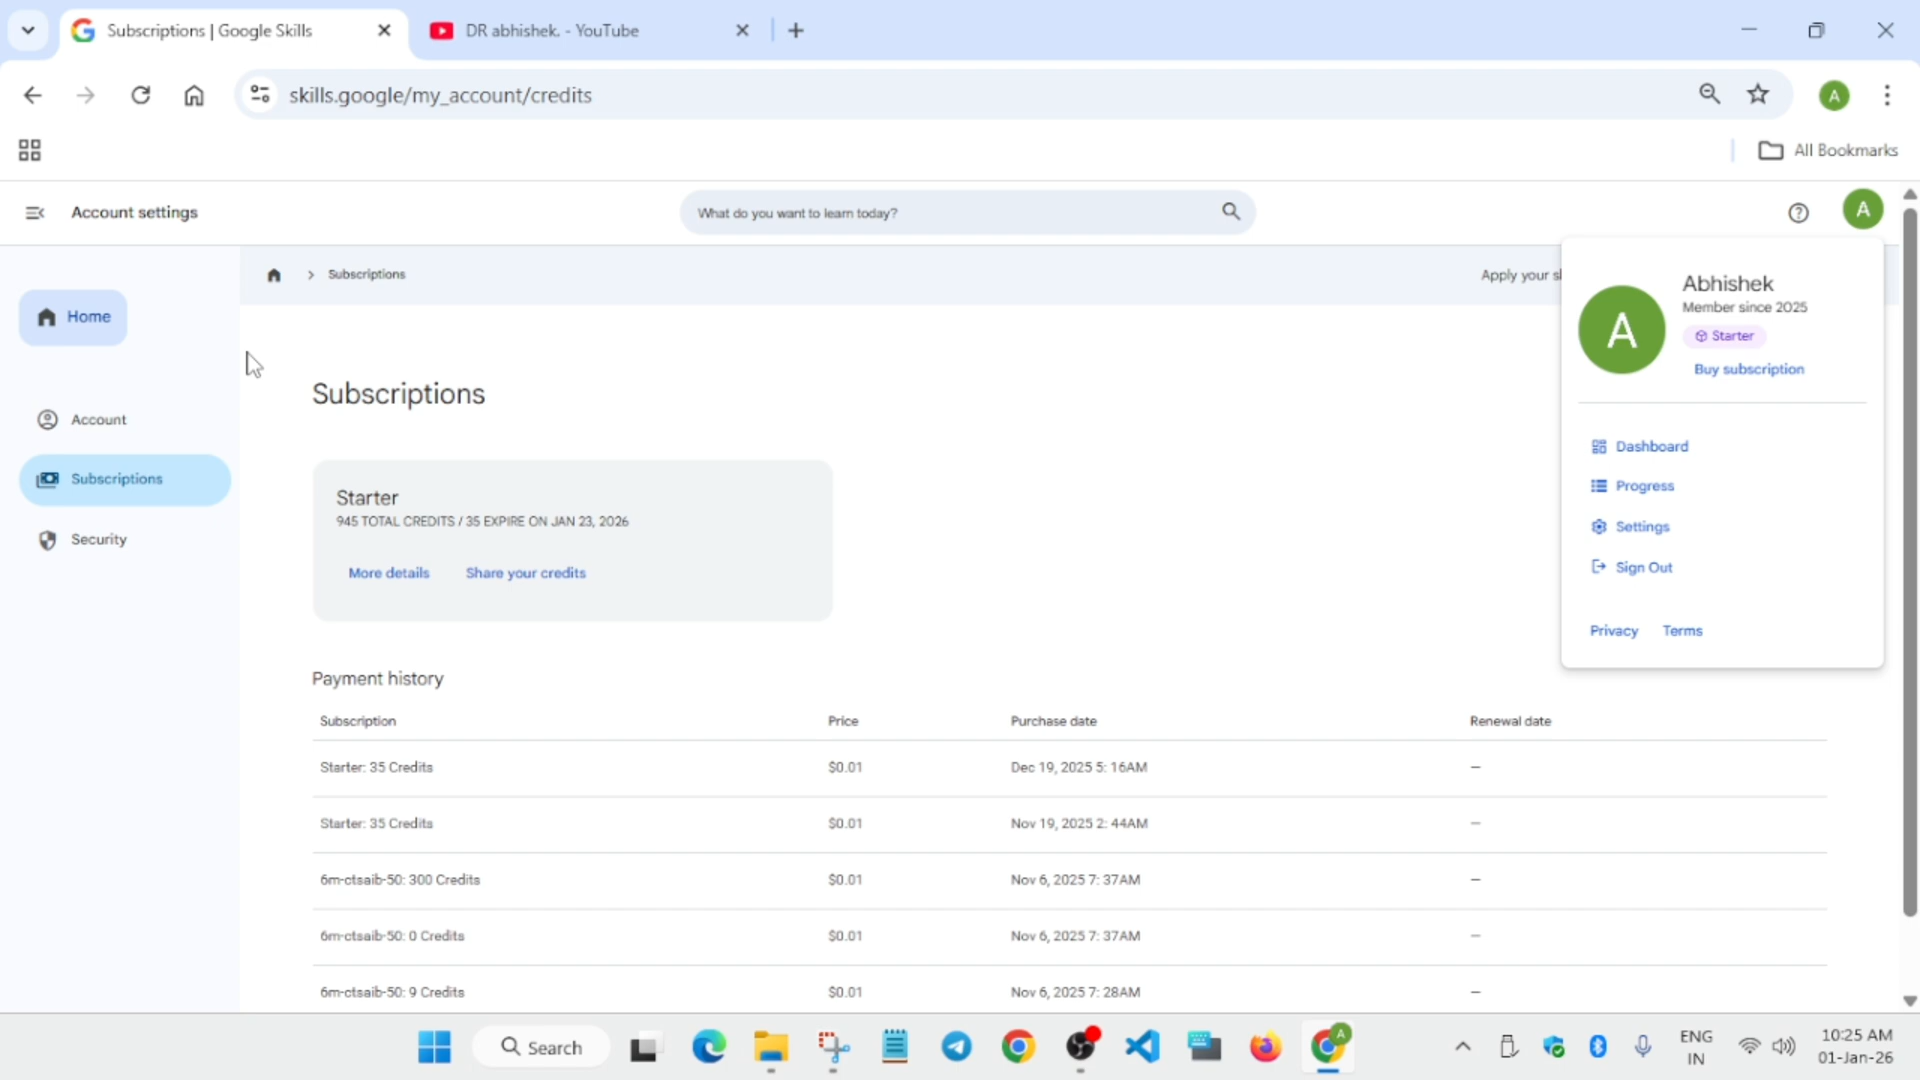 Subscriptions | Google Skills
DR abhishek. - YouTube
skills.google/my_account/credits
A
All Bookmarks
Account settings
What do you want to learn today?
A
Home
Subscriptions
Apply your sl
Abhishek
Member since 2025
Starter
Buy subscription
A
Account
Subscriptions
Security
Subscriptions
Starter
945 TOTAL CREDITS / 35 EXPIRE ON JAN 23, 2026
More details
Share your credits
Dashboard
Progress
Settings
Sign Out
Privacy
Terms
Payment history
Subscription Price Purchase date Renewal date
Starter: 35 Credits $0.01 Dec 19, 2025 5: 16AM –
Starter: 35 Credits $0.01 Nov 19, 2025 2: 44AM –
6m-ctsaib-50: 300 Credits $0.01 Nov 6, 2025 7: 37AM –
6m-ctsaib-50: 0 Credits $0.01 Nov 6, 2025 7: 37AM –
6m-ctsaib-50: 9 Credits $0.01 Nov 6, 2025 7: 28AM –
Search
A
ENG
IN
10:25 AM
01-Jan-26